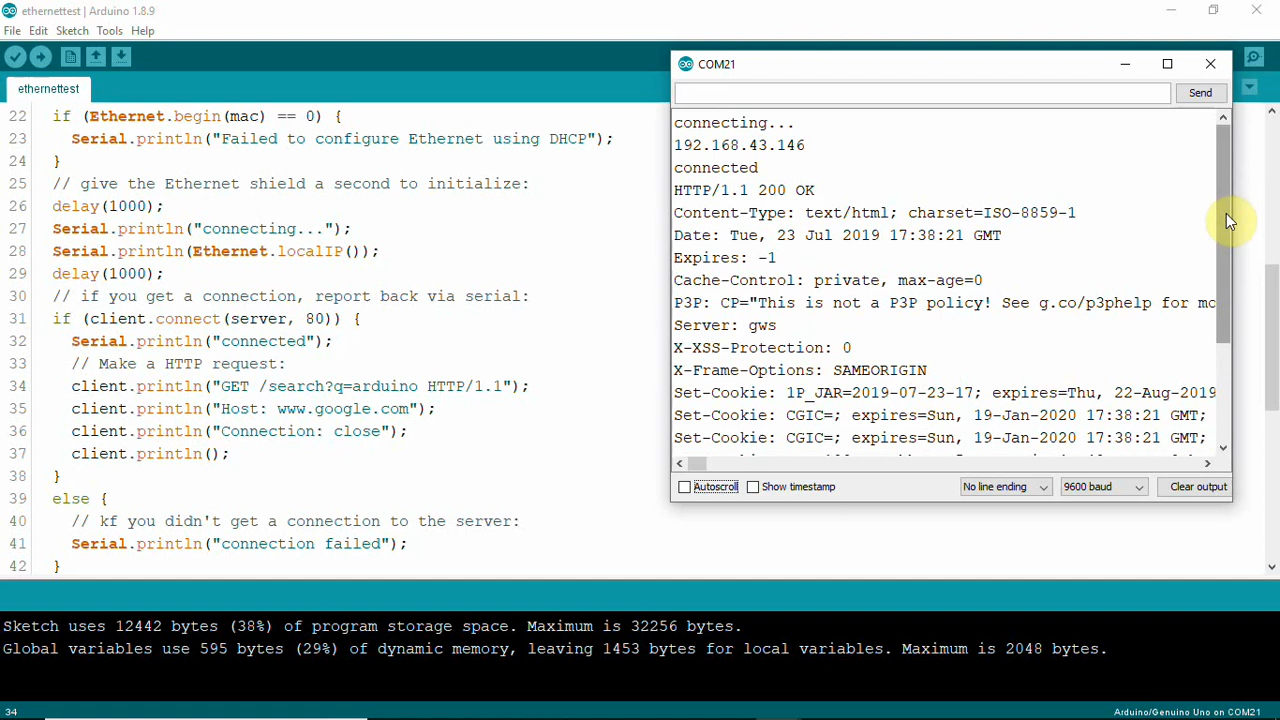 ethernettest | Arduino 1.8.9
File Edit Sketch Tools Help
ethernettest
22 if (Ethernet.begin(mac) == 0) {
23 Serial.println("Failed to configure Ethernet using DHCP");
24 }
25 // give the Ethernet shield a second to initialize:
26 delay(1000);
27 Serial.println("connecting...");
28 Serial.println(Ethernet.localIP());
29 delay(1000);
30 // if you get a connection, report back via serial:
31 if (client.connect(server, 80)) {
32 Serial.println("connected");
33 // Make a HTTP request:
34 client.println("GET /search?q=arduino HTTP/1.1");
35 client.println("Host: www.google.com");
36 client.println("Connection: close");
37 client.println();
38 }
39 else {
40 // kf you didn't get a connection to the server:
41 Serial.println("connection failed");
42 }
COM21
Send
connecting...
192.168.43.146
connected
HTTP/1.1 200 OK
Content-Type: text/html; charset=ISO-8859-1
Date: Tue, 23 Jul 2019 17:38:21 GMT
Expires: -1
Cache-Control: private, max-age=0
P3P: CP="This is not a P3P policy! See g.co/p3phelp for mo
Server: gws
X-XSS-Protection: 0
X-Frame-Options: SAMEORIGIN
Set-Cookie: 1P_JAR=2019-07-23-17; expires=Thu, 22-Aug-2019
Set-Cookie: CGIC=; expires=Sun, 19-Jan-2020 17:38:21 GMT;
Set-Cookie: CGIC=; expires=Sun, 19-Jan-2020 17:38:21 GMT;
Autoscroll Show timestamp No line ending 9600 baud Clear output
Sketch uses 12442 bytes (38%) of program storage space. Maximum is 32256 bytes.
Global variables use 595 bytes (29%) of dynamic memory, leaving 1453 bytes for local variables. Maximum is 2048 bytes.
34 Arduino/Genuino Uno on COM21